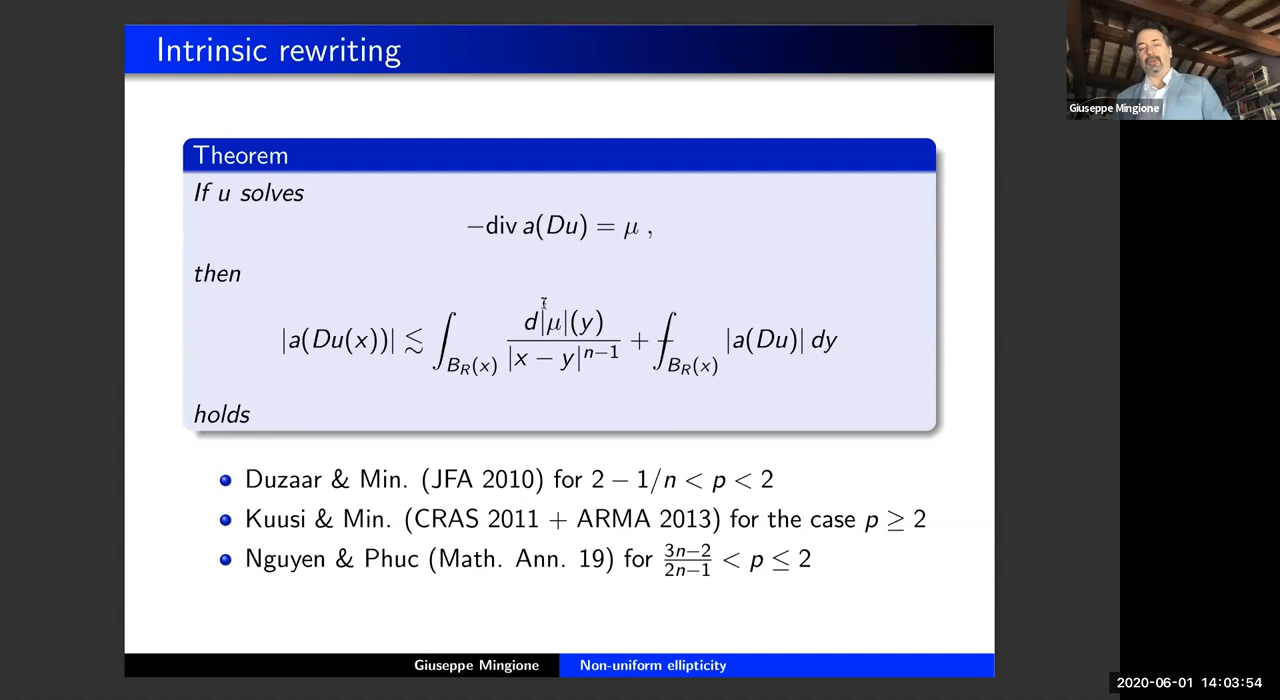 Intrinsic rewriting
Theorem
If u solves
−div a(Du) = μ ,
then
|a(Du(x))| ≲ ∫_{B_R(x)} d|μ|(y) / |x − y|^{n−1} + ⨍_{B_R(x)} |a(Du)| dy
holds
Duzaar & Min. (JFA 2010) for 2 − 1/n < p < 2
Kuusi & Min. (CRAS 2011 + ARMA 2013) for the case p ≥ 2
Nguyen & Phuc (Math. Ann. 19) for (3n−2)/(2n−1) < p ≤ 2
Giuseppe Mingione
Non-uniform ellipticity
Giuseppe Mingione
2020-06-01 14:03:54